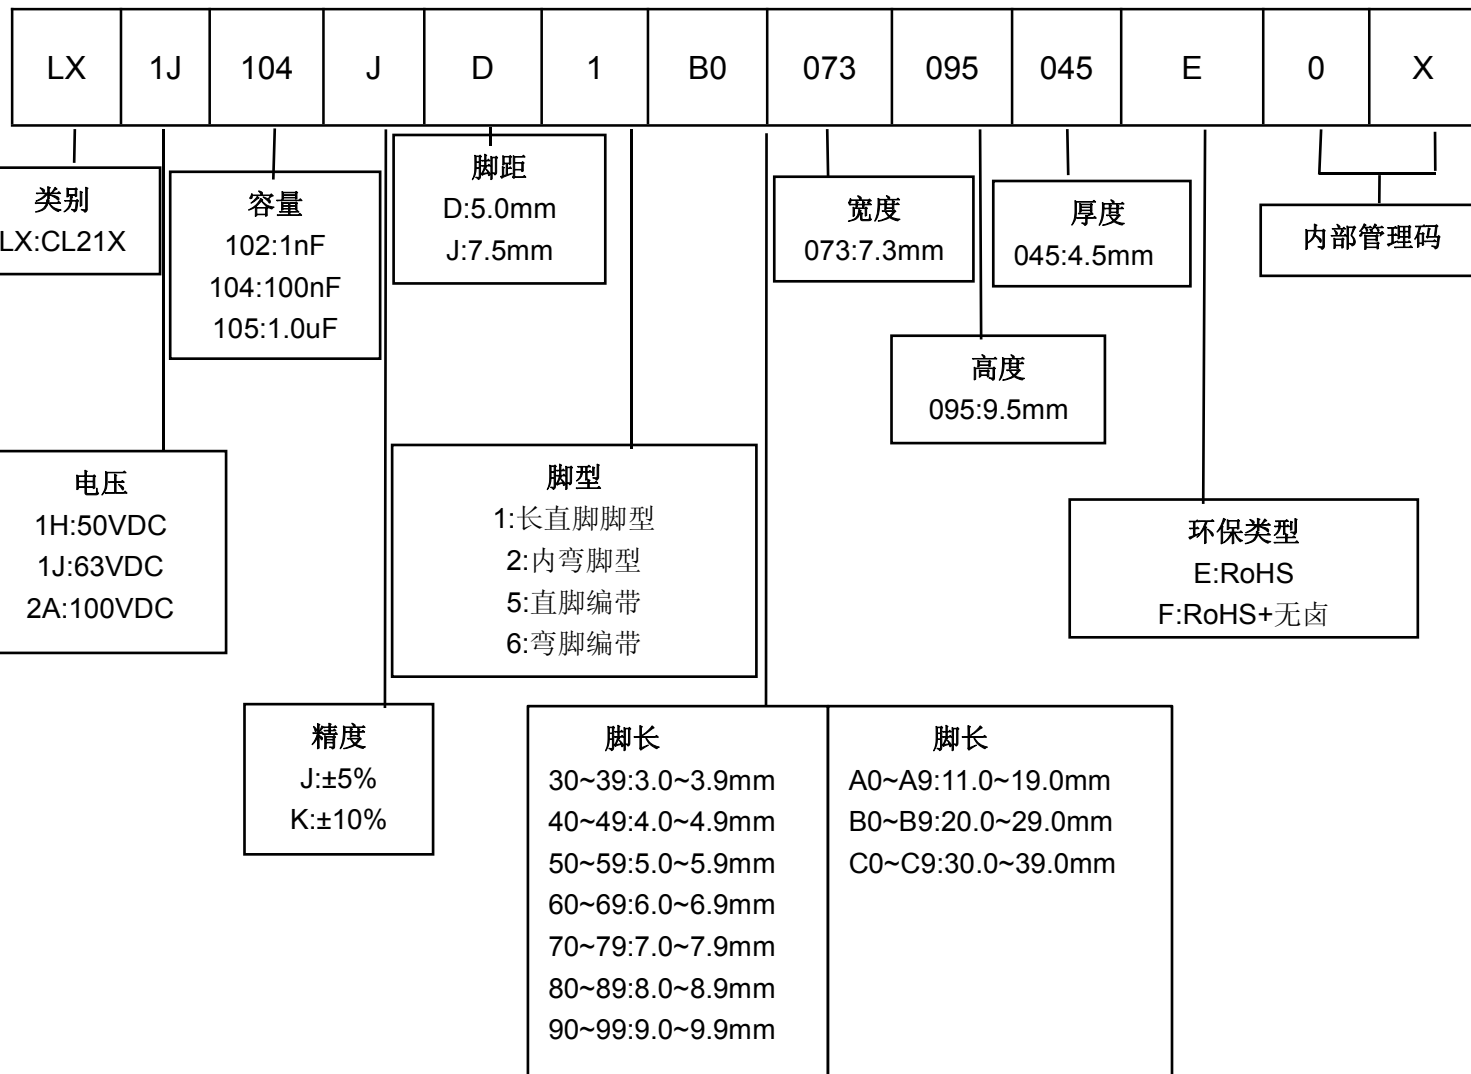 LX 1J 104 J D 1 B0 073 095 045 E 0 X
类别
LX:CL21X
容量
102:1nF
104:100nF
105:1.0uF
脚距
D:5.0mm
J:7.5mm
宽度
073:7.3mm
厚度
045:4.5mm
内部管理码
高度
095:9.5mm
电压
1H:50VDC
1J:63VDC
2A:100VDC
脚型
1:长直脚脚型
2:内弯脚型
5:直脚编带
6:弯脚编带
环保类型
E:RoHS
F:RoHS+无卤
精度
J:±5%
K:±10%
脚长
30~39:3.0~3.9mm
40~49:4.0~4.9mm
50~59:5.0~5.9mm
60~69:6.0~6.9mm
70~79:7.0~7.9mm
80~89:8.0~8.9mm
90~99:9.0~9.9mm
脚长
A0~A9:11.0~19.0mm
B0~B9:20.0~29.0mm
C0~C9:30.0~39.0mm